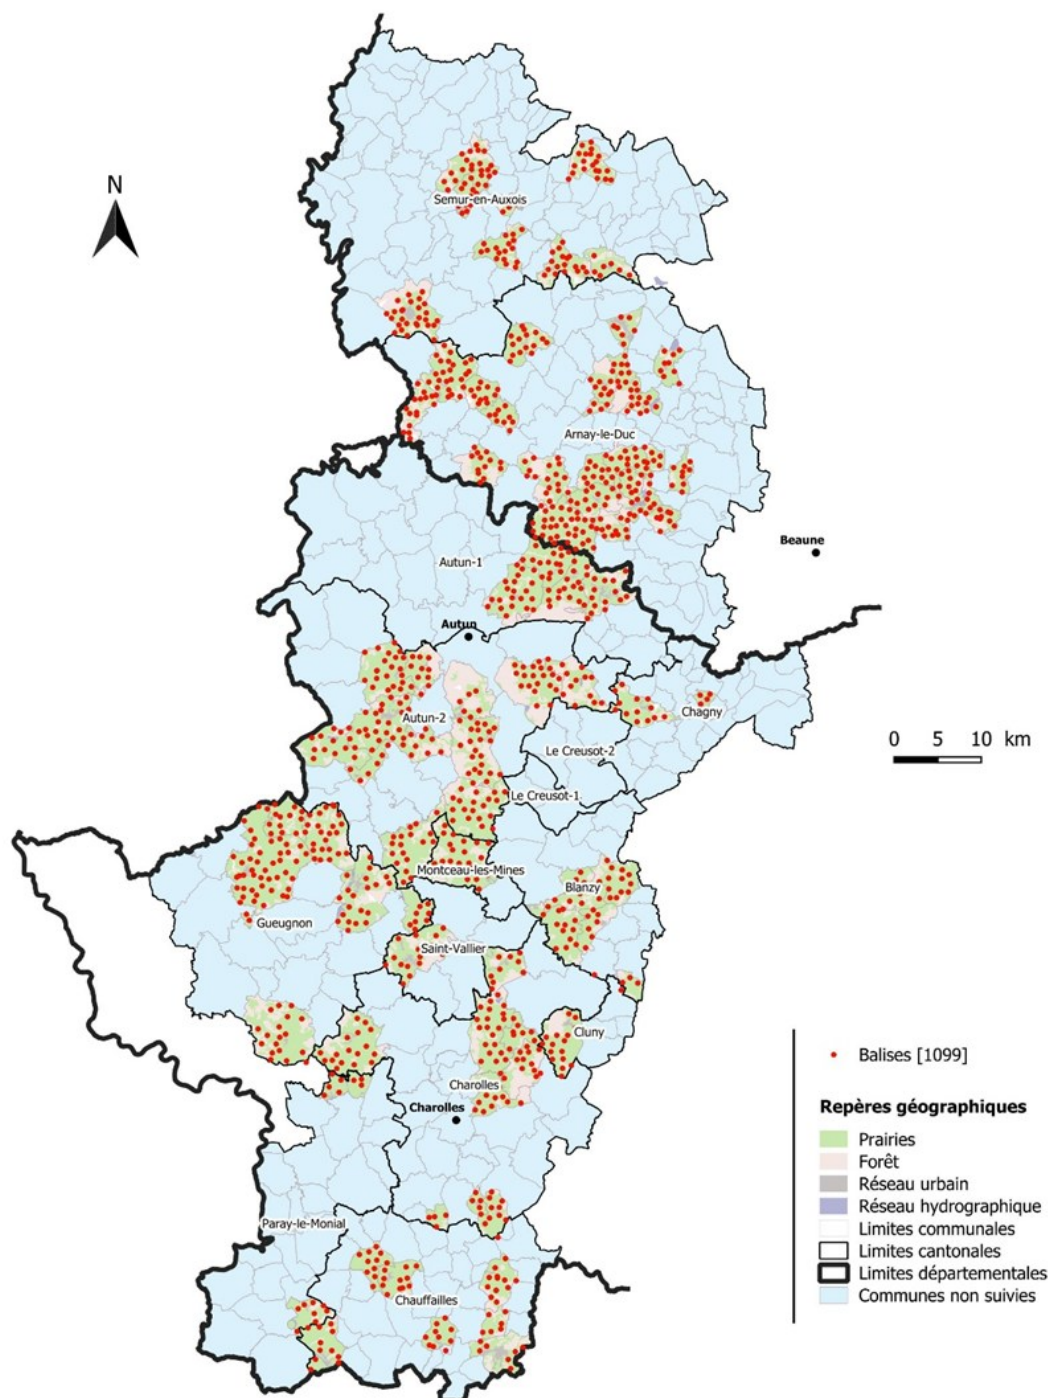 N
Semur-en-Auxois
Arnay-le-Duc
Beaune
Autun-1
Autun
Autun-2
Chagny
Le Creusot-2
0 5 10 km
Le Creusot-1
Montceau-les-Mines
Blanzy
Gueugnon
Saint-Vallier
Cluny
Charolles
Charolles
Paray-le-Monial
Chauffailles
Balises [1099]
Repères géographiques
Prairies
Forêt
Réseau urbain
Réseau hydrographique
Limites communales
Limites cantonales
Limites départementales
Communes non suivies